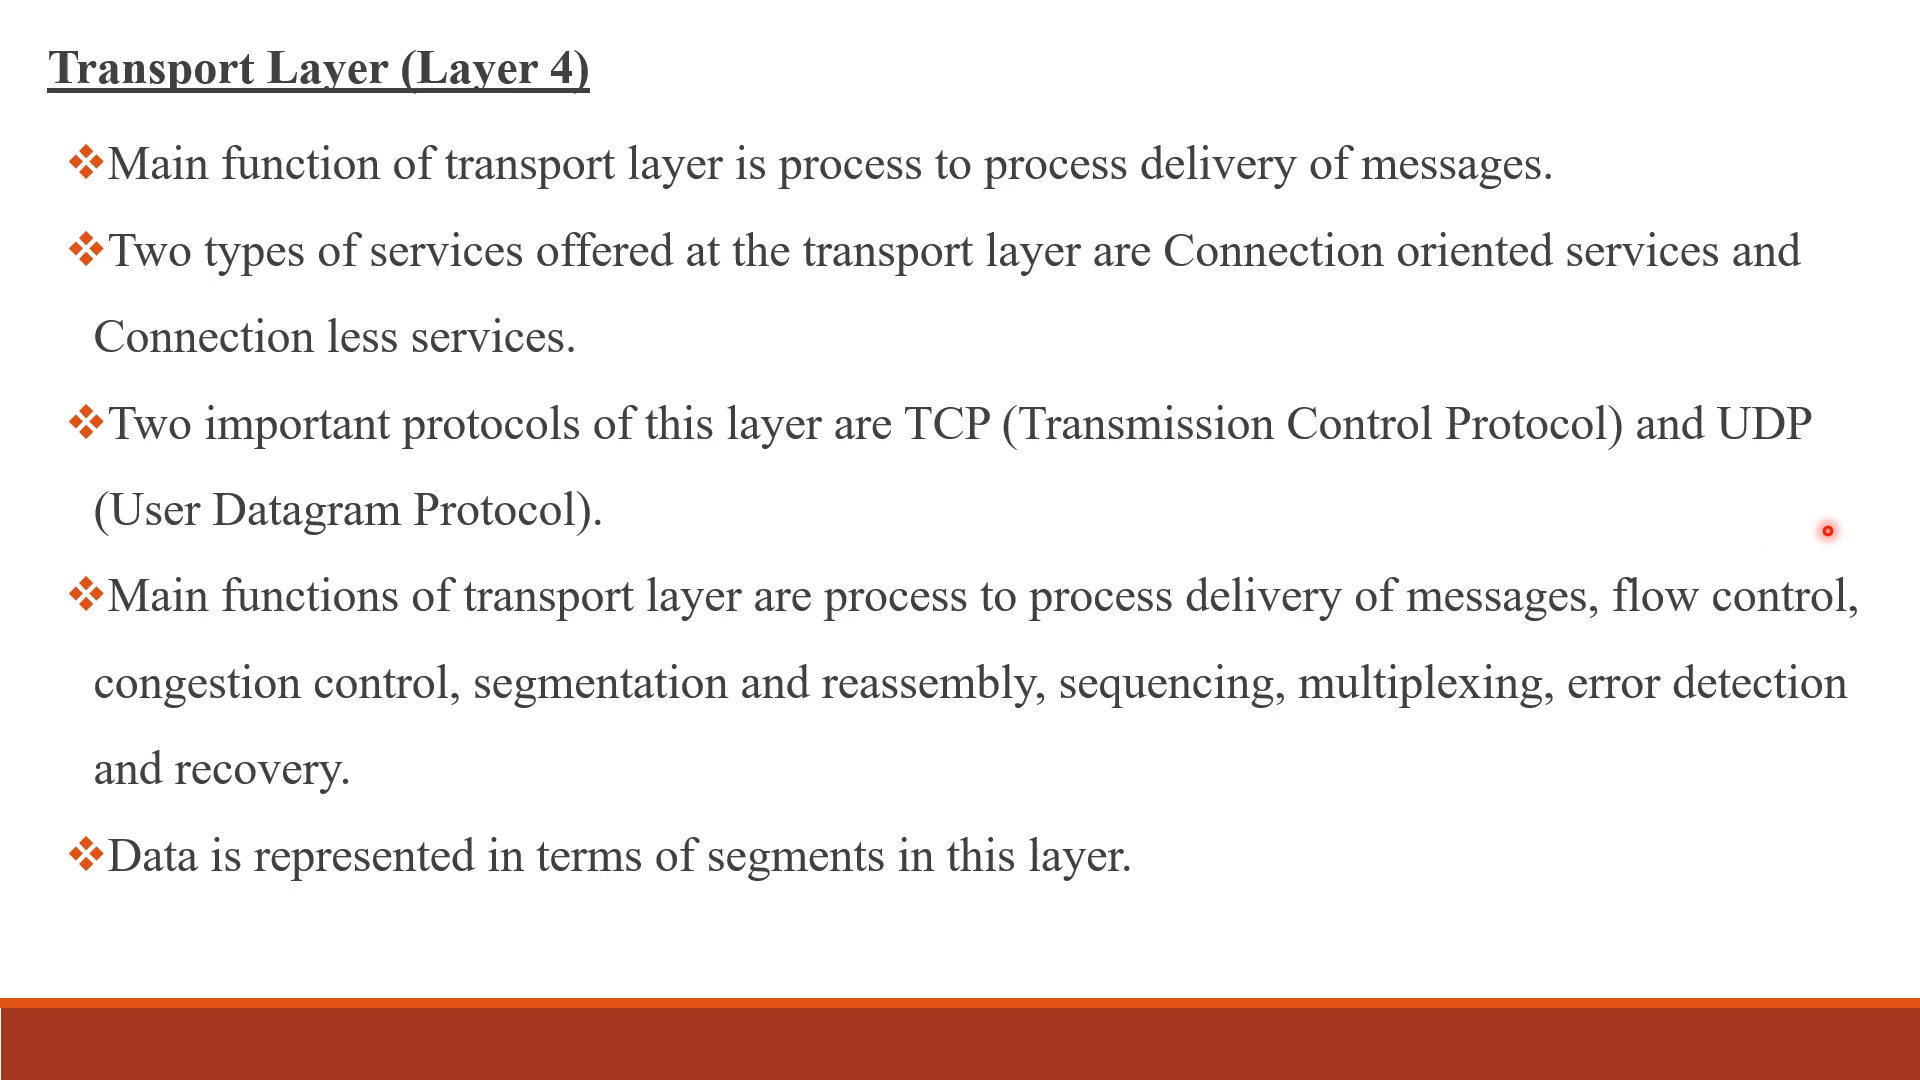 Transport Layer (Layer 4)
❖Main function of transport layer is process to process delivery of messages.
❖Two types of services offered at the transport layer are Connection oriented services and
Connection less services.
❖Two important protocols of this layer are TCP (Transmission Control Protocol) and UDP
(User Datagram Protocol).
❖Main functions of transport layer are process to process delivery of messages, flow control,
congestion control, segmentation and reassembly, sequencing, multiplexing, error detection
and recovery.
❖Data is represented in terms of segments in this layer.